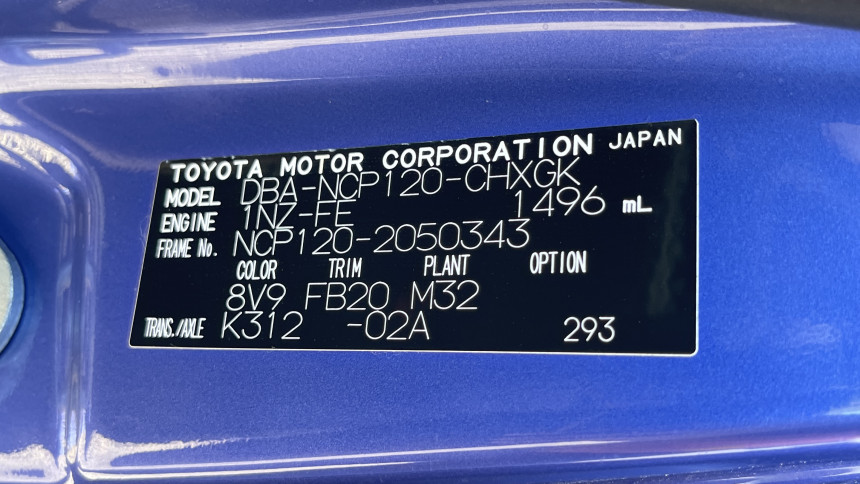 TOYOTA MOTOR CORPORATION JAPAN
MODEL DBA-NCP120-CHXGK
ENGINE 1NZ-FE 1496 mL
FRAME No. NCP120-2050343
COLOR TRIM PLANT OPTION
8V9 FB20 M32
TRANS./AXLE K312 -02A 293